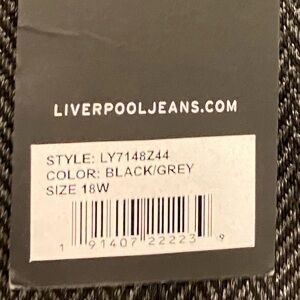 LIVERPOOLJEANS.COM
STYLE: LY7148Z44
COLOR: BLACK/GREY
SIZE 18W
1 91407 22223 9